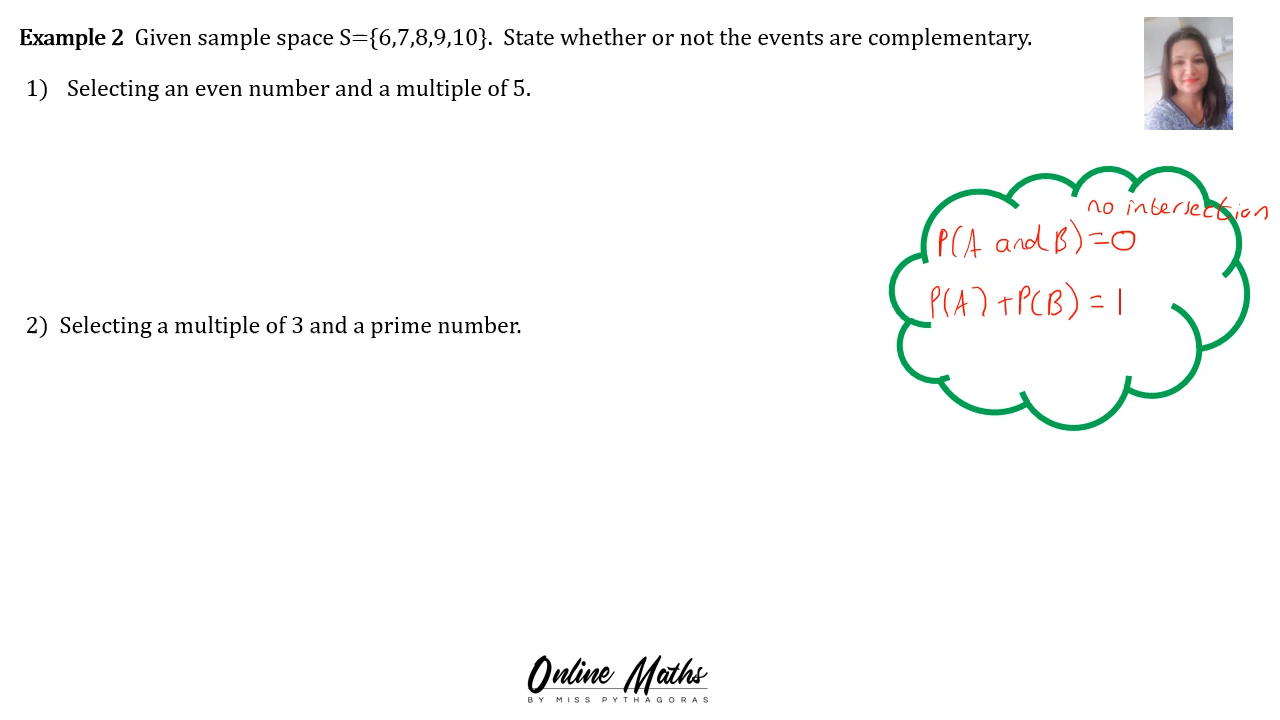 Example 2 Given sample space S={6,7,8,9,10}. State whether or not the events are complementary.
1) Selecting an even number and a multiple of 5.
no intersection
P(A and B)=0
P(A)+P(B)=1
2) Selecting a multiple of 3 and a prime number.
Online Maths
BY MISS PYTHAGORAS